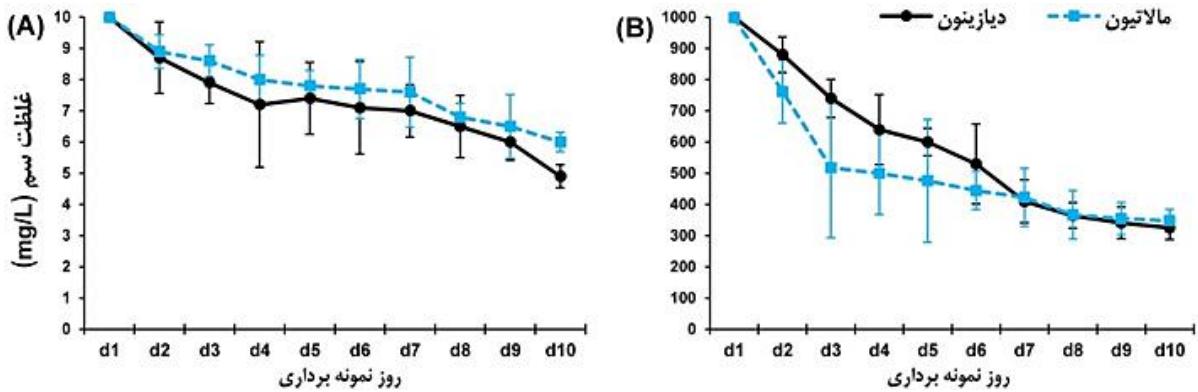 (A)
غلظت سم (mg/L)
10
9
8
7
6
5
4
3
2
1
0
d1 d2 d3 d4 d5 d6 d7 d8 d9 d10
روز نمونه برداری
(B)
دیازینون
مالاتیون
1000
900
800
700
600
500
400
300
200
100
0
d1 d2 d3 d4 d5 d6 d7 d8 d9 d10
روز نمونه برداری